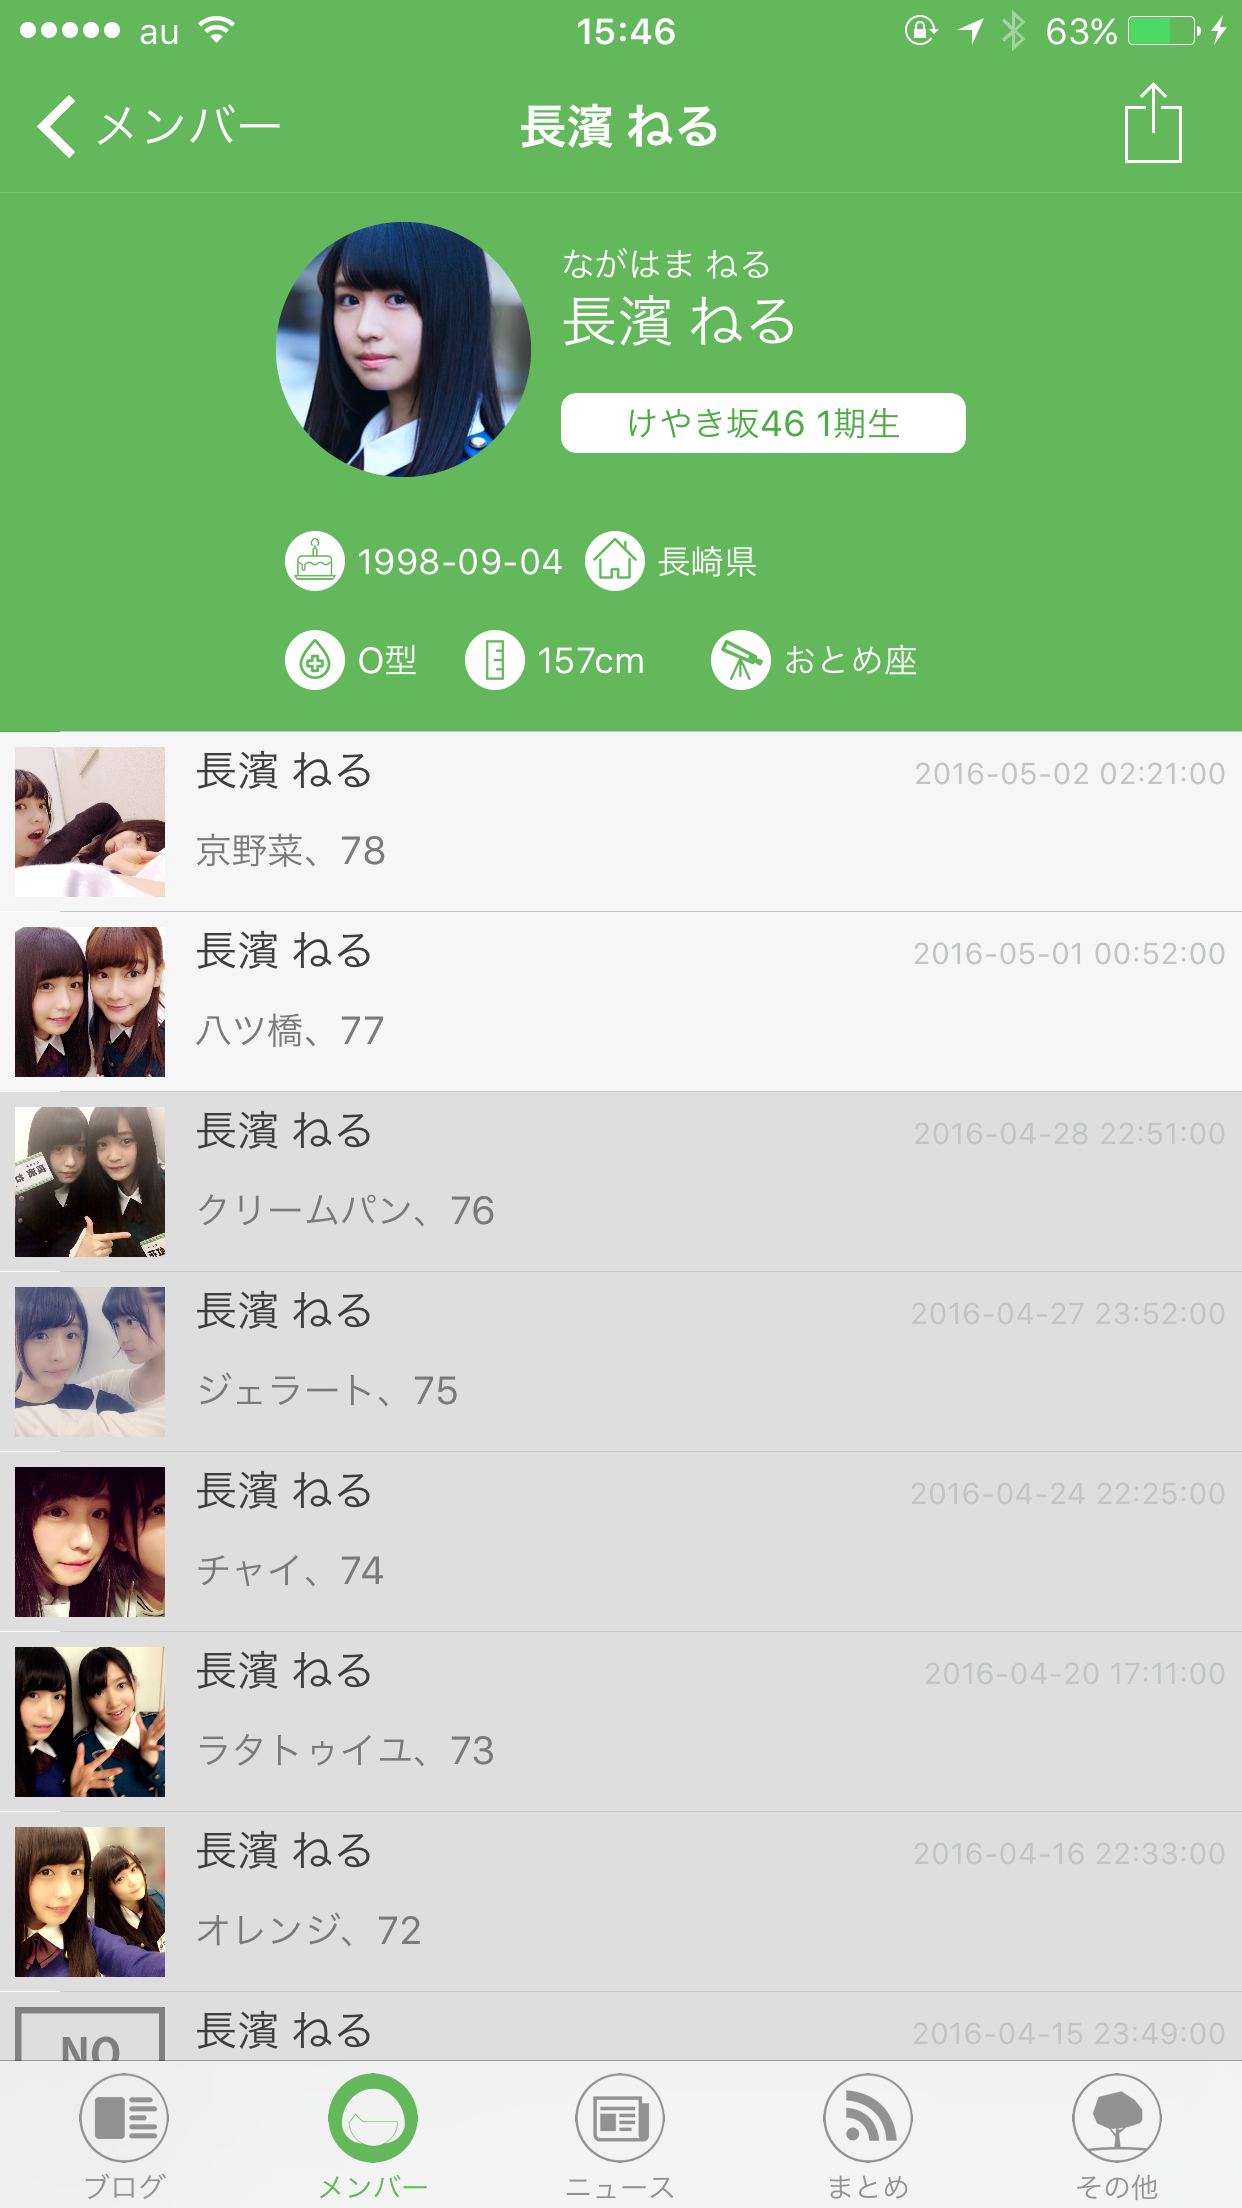 au 15:46 63%
メンバー 長濱 ねる
ながはま ねる
長濱 ねる
けやき坂46 1期生
1998-09-04 長崎県
O型 157cm おとめ座
長濱 ねる 2016-05-02 02:21:00
京野菜、78
長濱 ねる 2016-05-01 00:52:00
八ツ橋、77
長濱 ねる 2016-04-28 22:51:00
クリームパン、76
長濱 ねる 2016-04-27 23:52:00
ジェラート、75
長濱 ねる 2016-04-24 22:25:00
チャイ、74
長濱 ねる 2016-04-20 17:11:00
ラタトゥイユ、73
長濱 ねる 2016-04-16 22:33:00
オレンジ、72
長濱 ねる 2016-04-15 23:49:00
NO
ブログ メンバー ニュース まとめ その他